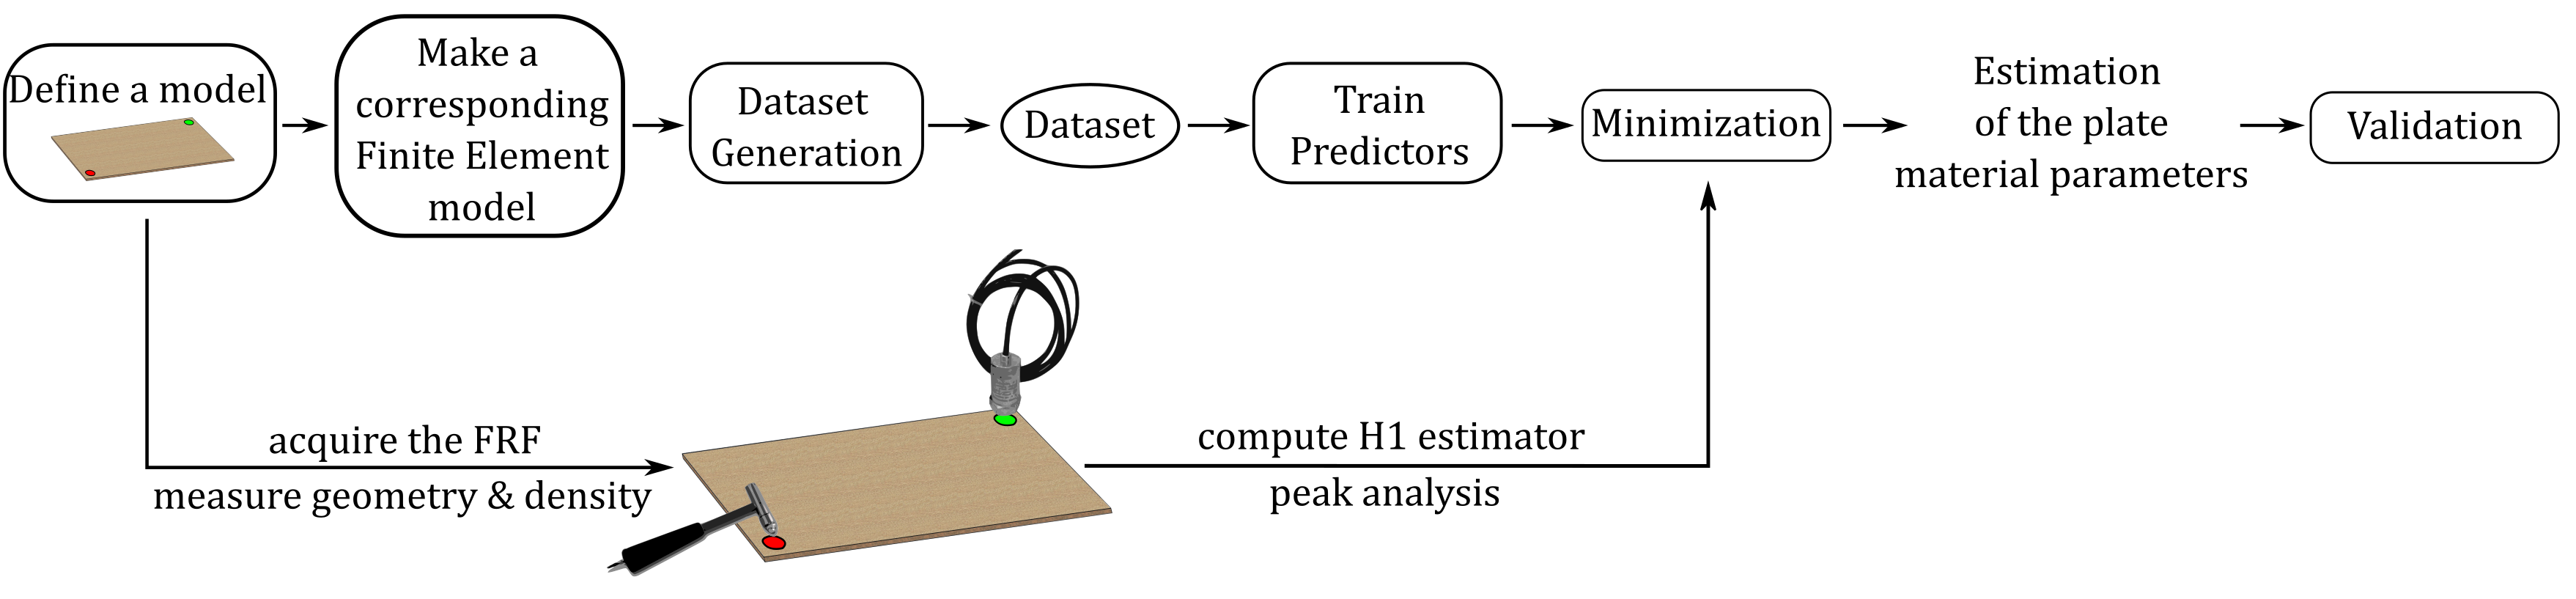 Define a model
Make a
corresponding
Finite Element
model
Dataset
Generation
Dataset
Train
Predictors
Minimization
Estimation
of the plate
material parameters
Validation
acquire the FRF
measure geometry & density
compute H1 estimator
peak analysis